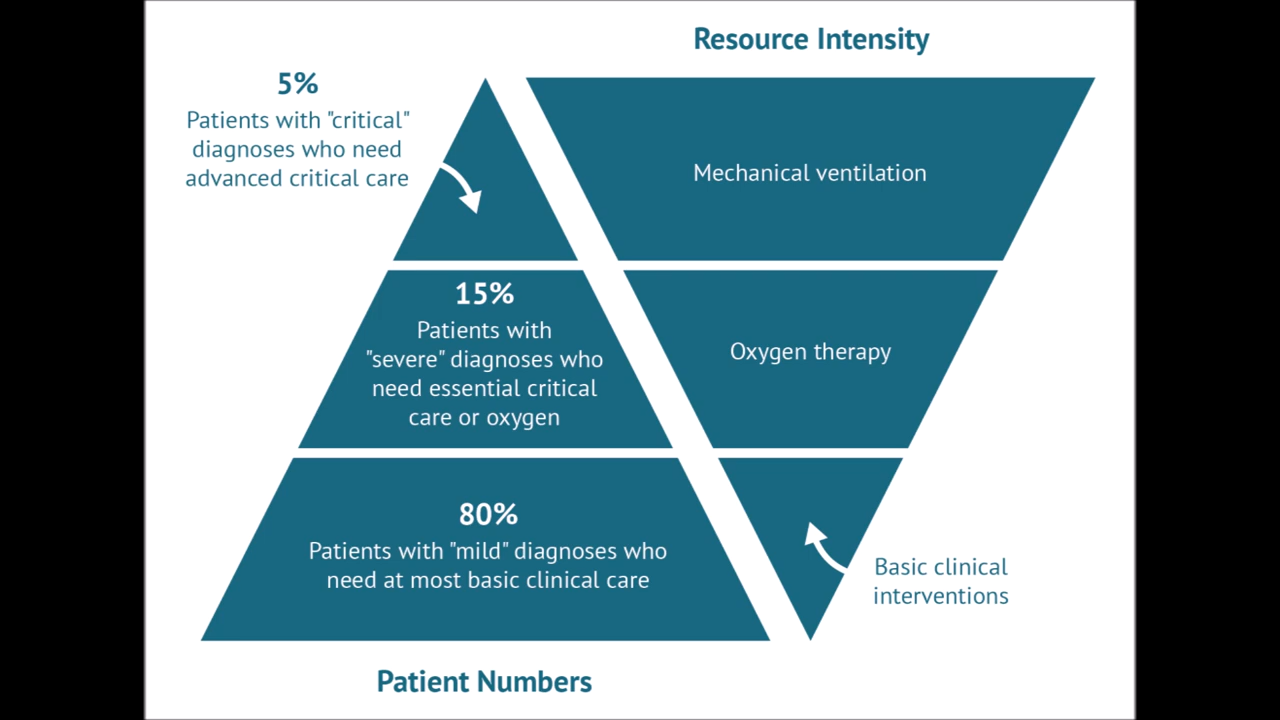 Resource Intensity
5%
Patients with "critical"
diagnoses who need
advanced critical care
Mechanical ventilation
15%
Patients with
"severe" diagnoses who
need essential critical
care or oxygen
Oxygen therapy
80%
Patients with "mild" diagnoses who
need at most basic clinical care
Basic clinical
interventions
Patient Numbers